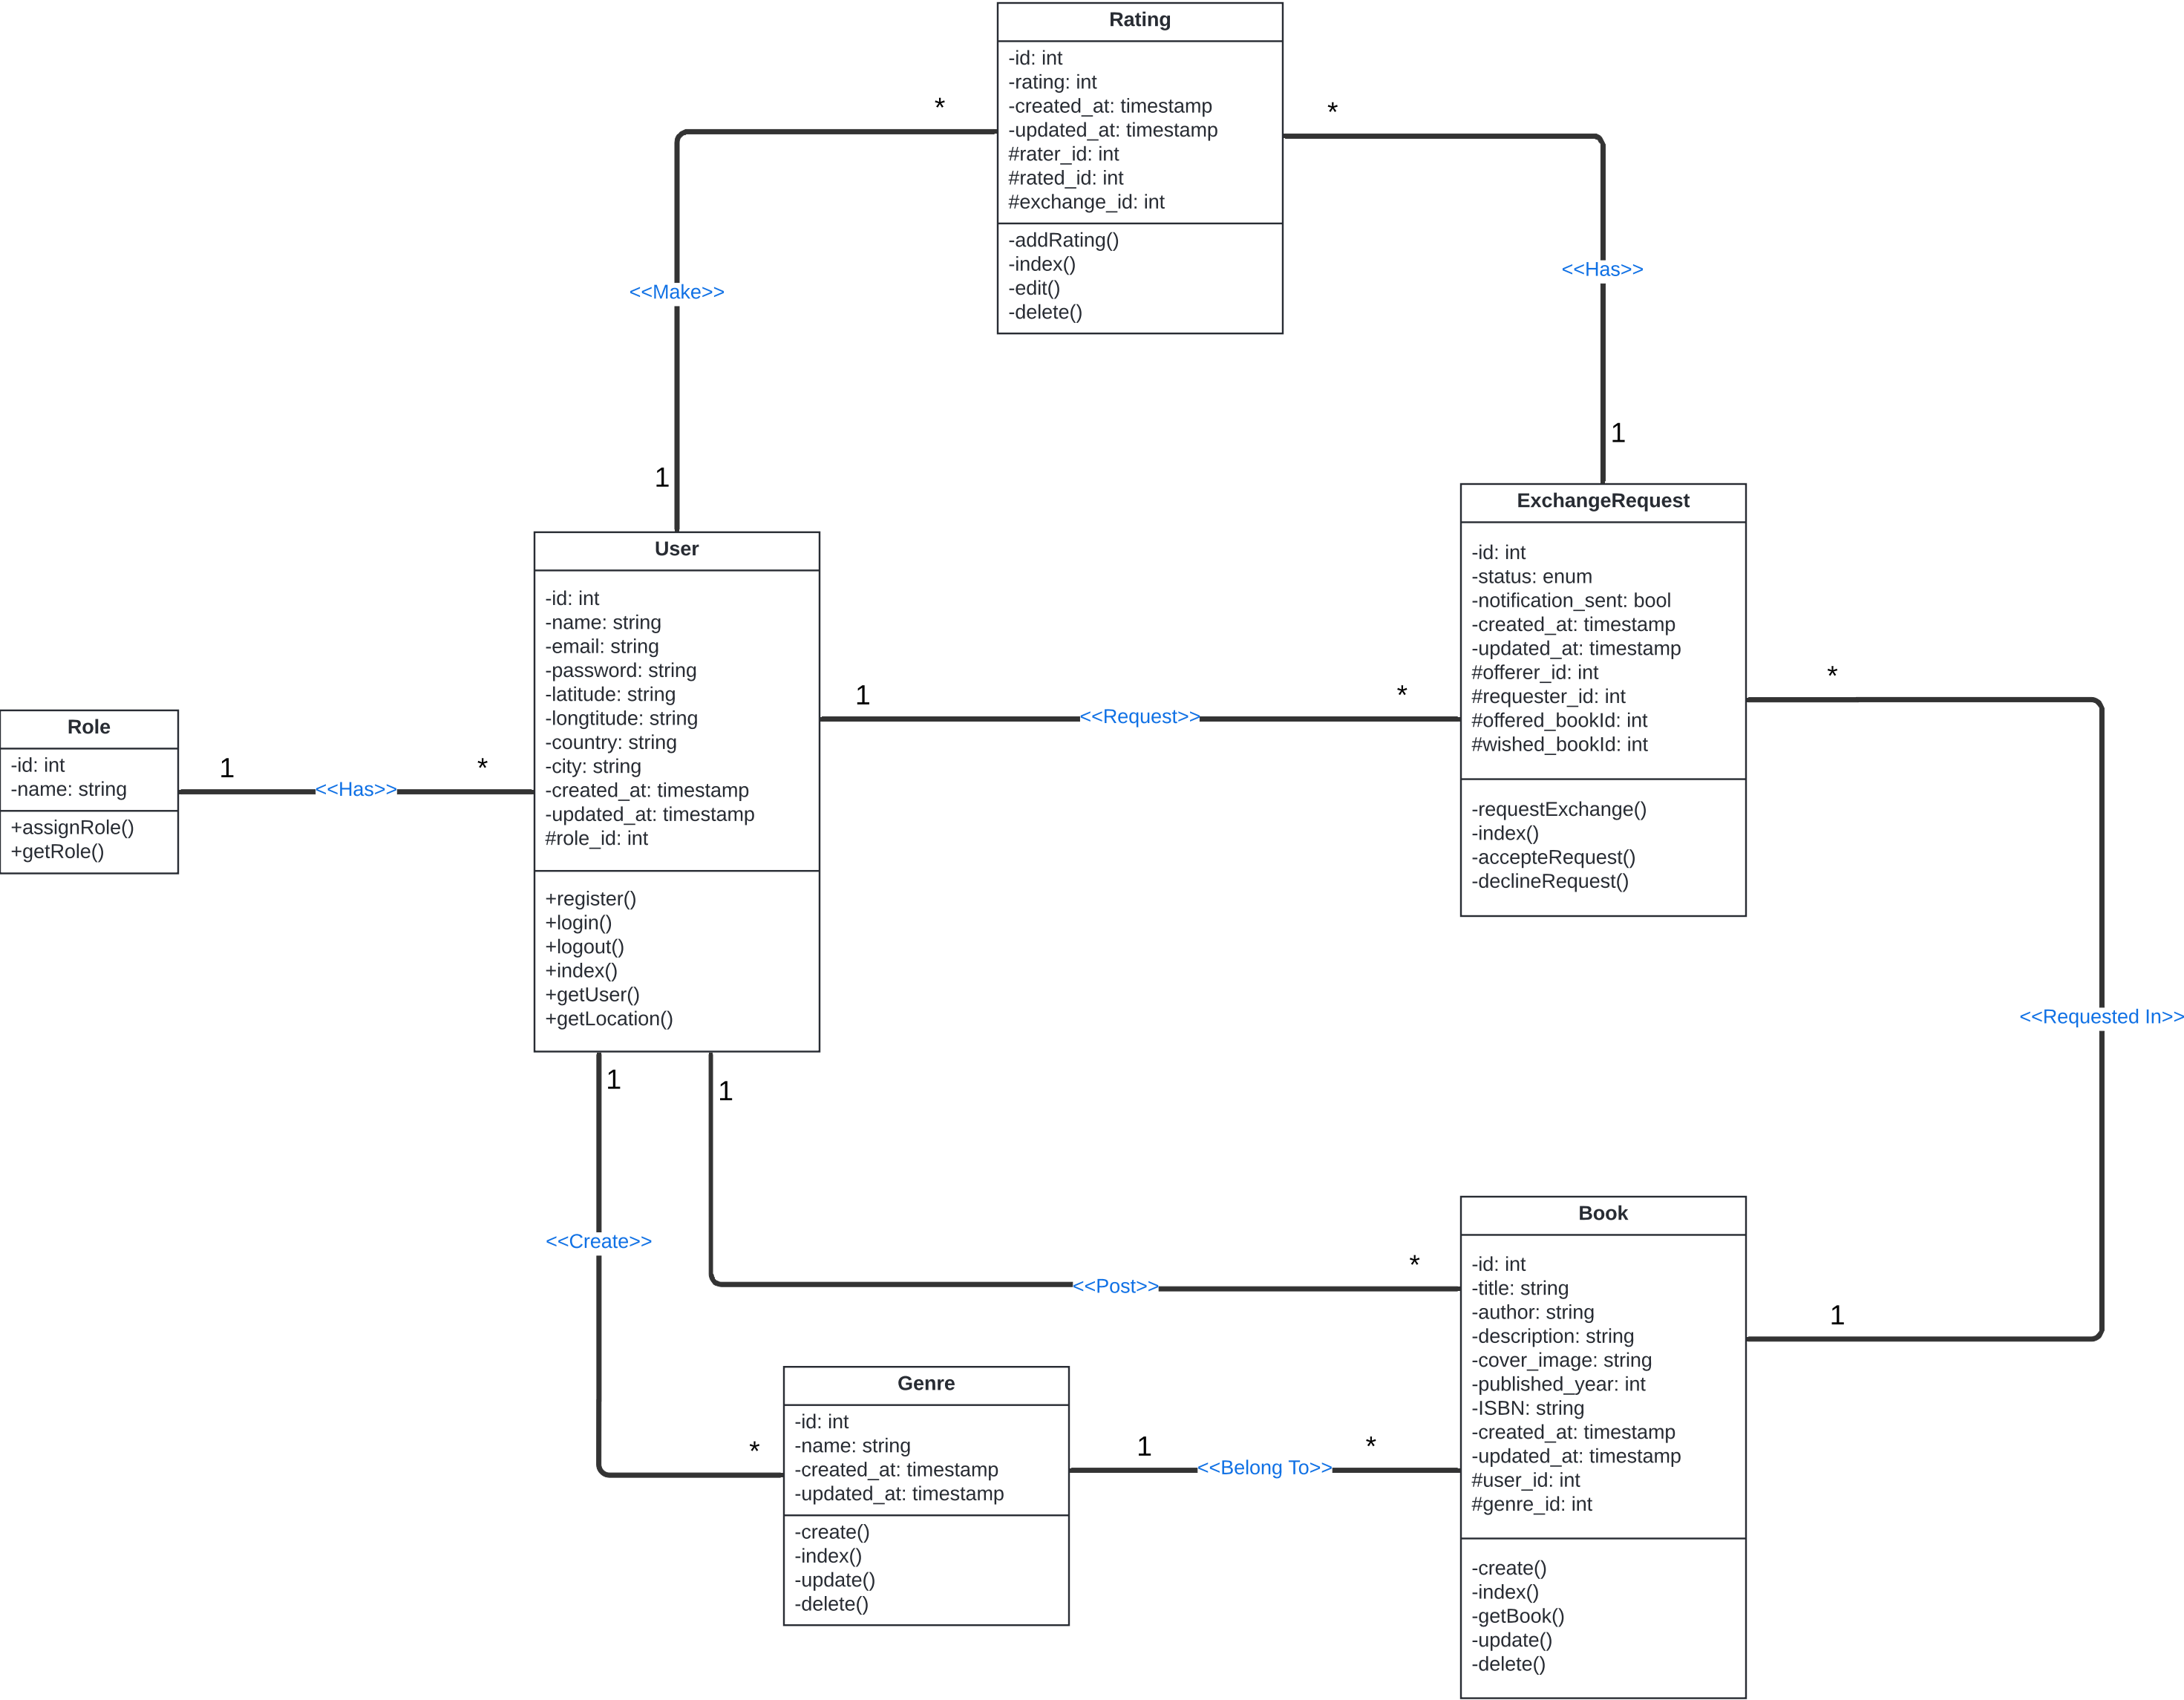 Rating
-id: int
-rating: int
-created_at: timestamp
-updated_at: timestamp
#rater_id: int
#rated_id: int
#exchange_id: int
-addRating()
-index()
-edit()
-delete()
*
*
<<Make>>
<<Has>>
1
1
ExchangeRequest
-id: int
-status: enum
-notification_sent: bool
-created_at: timestamp
-updated_at: timestamp
#offerer_id: int
#requester_id: int
#offered_bookId: int
#wished_bookId: int
-requestExchange()
-index()
-accepteRequest()
-declineRequest()
User
-id: int
-name: string
-email: string
-password: string
-latitude: string
-longtitude: string
-country: string
-city: string
-created_at: timestamp
-updated_at: timestamp
#role_id: int
+register()
+login()
+logout()
+index()
+getUser()
+getLocation()
1
<<Request>>
*
*
Role
-id: int
-name: string
+assignRole()
+getRole()
1
<<Has>>
*
<<Requested In>>
1
1
1
<<Create>>
<<Post>>
*
*
Book
-id: int
-title: string
-author: string
-description: string
-cover_image: string
-published_year: int
-ISBN: string
-created_at: timestamp
-updated_at: timestamp
#user_id: int
#genre_id: int
-create()
-index()
-getBook()
-update()
-delete()
Genre
-id: int
-name: string
-created_at: timestamp
-updated_at: timestamp
-create()
-index()
-update()
-delete()
1
<<Belong To>>
*